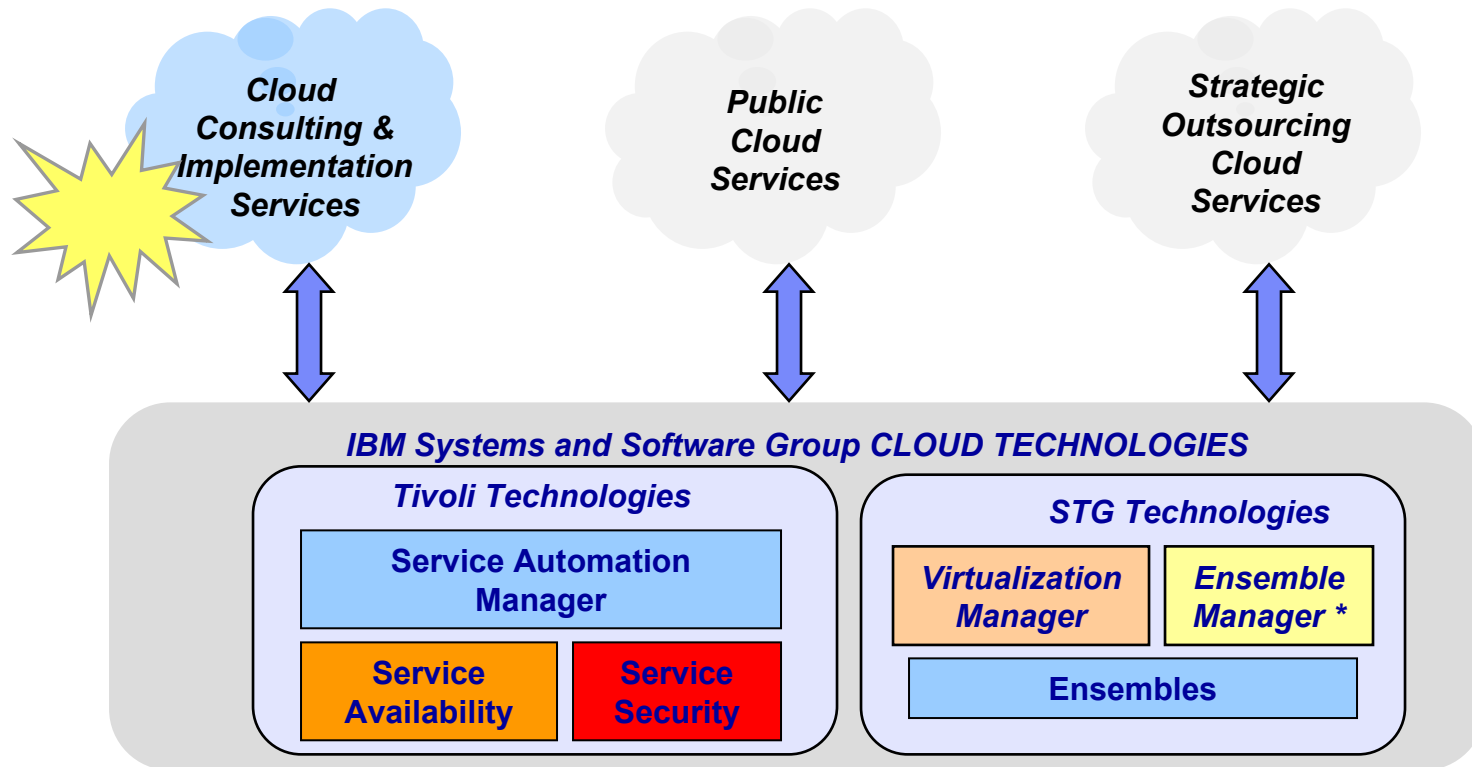 Cloud
Consulting &
Implementation
Services
Public
Cloud
Services
Strategic
Outsourcing
Cloud
Services
IBM Systems and Software Group CLOUD TECHNOLOGIES
Tivoli Technologies
Service Automation
Manager
Service
Availability
Service
Security
STG Technologies
Virtualization
Manager
Ensemble
Manager *
Ensembles